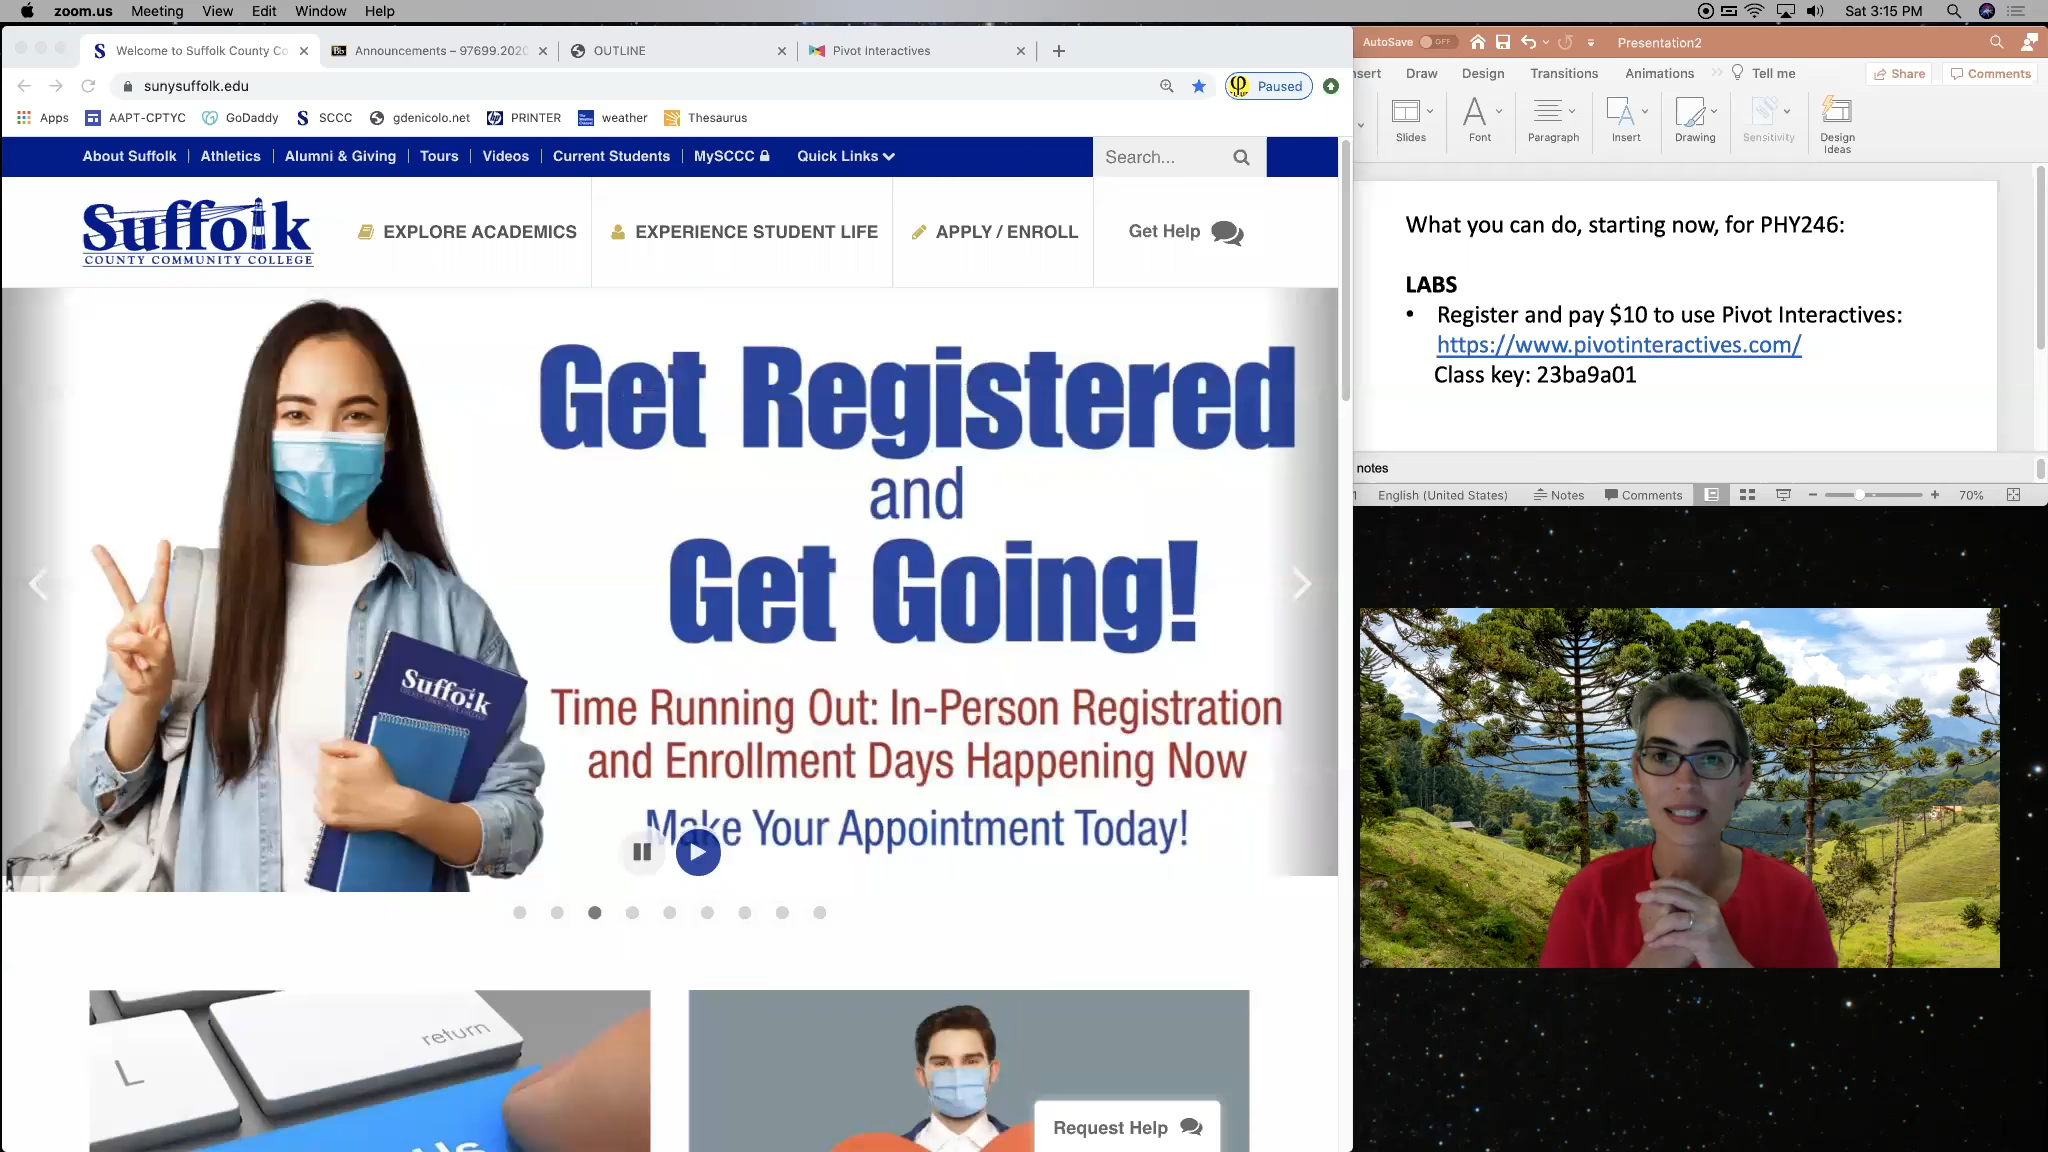 zoom.us Meeting View Edit Window Help
Sat 3:15 PM
Welcome to Suffolk County Co
Announcements – 97699.2020
OUTLINE
Pivot Interactives
sunysuffolk.edu
Paused
Apps AAPT-CPTYC GoDaddy SCCC gdenicolo.net PRINTER weather Thesaurus
About Suffolk Athletics Alumni & Giving Tours Videos Current Students MySCCC Quick Links
Search...
Suffolk
COUNTY COMMUNITY COLLEGE
EXPLORE ACADEMICS
EXPERIENCE STUDENT LIFE
APPLY / ENROLL
Get Help
Get Registered
and
Get Going!
Time Running Out: In-Person Registration
and Enrollment Days Happening Now
Make Your Appointment Today!
Suffolk
L
return
Request Help
AutoSave OFF
Presentation2
nsert Draw Design Transitions Animations Tell me
Share
Comments
Slides Font Paragraph Insert Drawing Sensitivity Design
Ideas
What you can do, starting now, for PHY246:
LABS
• Register and pay $10 to use Pivot Interactives:
https://www.pivotinteractives.com/
Class key: 23ba9a01
notes
1 English (United States) Notes Comments 70%